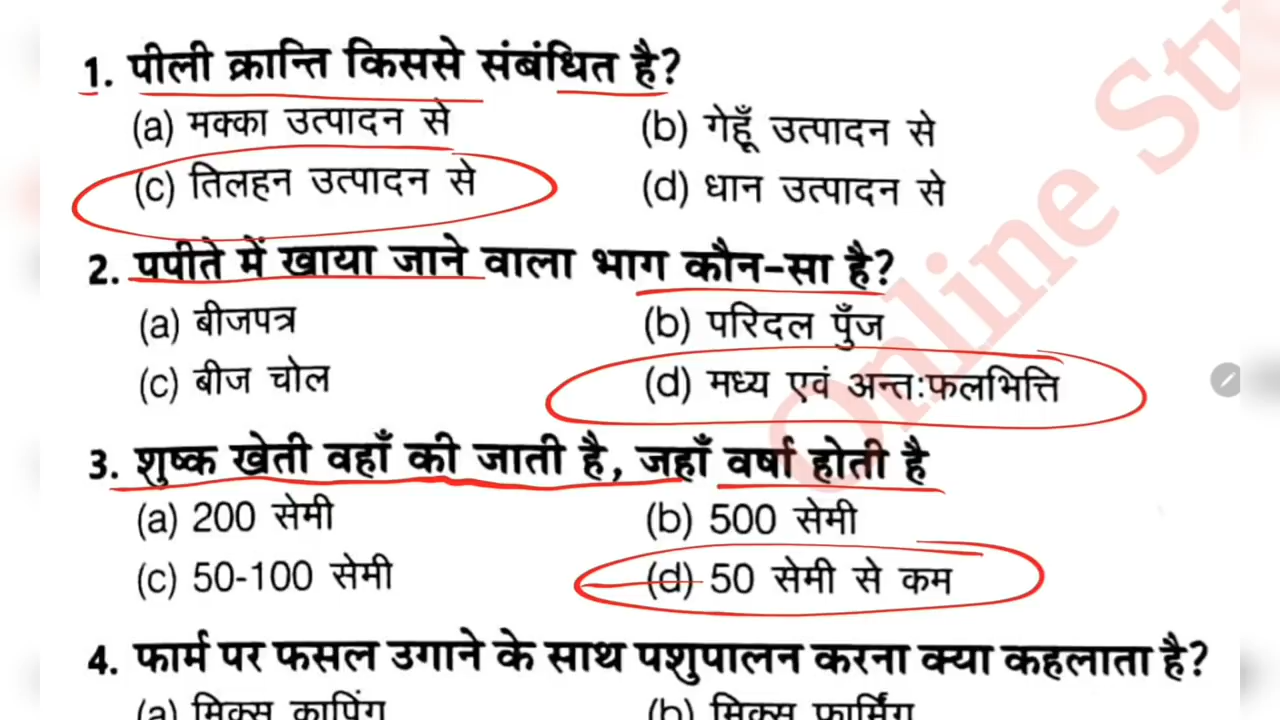 1. पीली क्रान्ति किससे संबंधित है?
(a) मक्का उत्पादन से (b) गेहूँ उत्पादन से
(c) तिलहन उत्पादन से (d) धान उत्पादन से
2. पपीते में खाया जाने वाला भाग कौन-सा है?
(a) बीजपत्र (b) परिदल पुँज
(c) बीज चोल (d) मध्य एवं अन्त:फलभित्ति
3. शुष्क खेती वहाँ की जाती है, जहाँ वर्षा होती है
(a) 200 सेमी (b) 500 सेमी
(c) 50-100 सेमी (d) 50 सेमी से कम
4. फार्म पर फसल उगाने के साथ पशुपालन करना क्या कहलाता है?
(a) मिक्स क्रापिंग (b) मिक्स फार्मिंग
Online